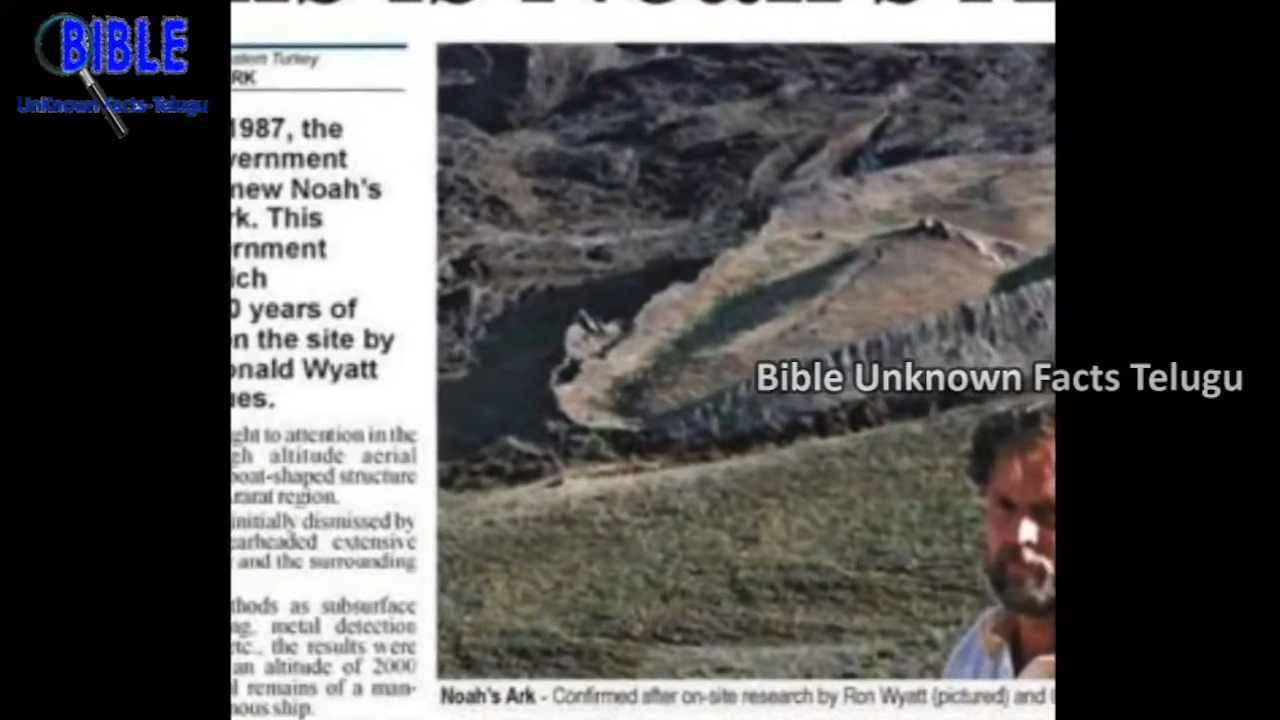 BIBLE
UnKnown Facts-Telugu
RK
1987, the
vernment
new Noah's
rk. This
rnment
ich
0 years of
n the site by
onald Wyatt
ues.
ght to attention in the
gh altitude aerial
boat-shaped structure
rarat region.
initially dismissed by
earheaded extensive
and the surrounding
thods as subsurface
ng, metal detection
etc., the results were
an altitude of 2000
l remains of a man-
nous ship.
Bible Unknown Facts Telugu
Noah's Ark - Confirmed after on-site research by Ron Wyatt (pictured) and